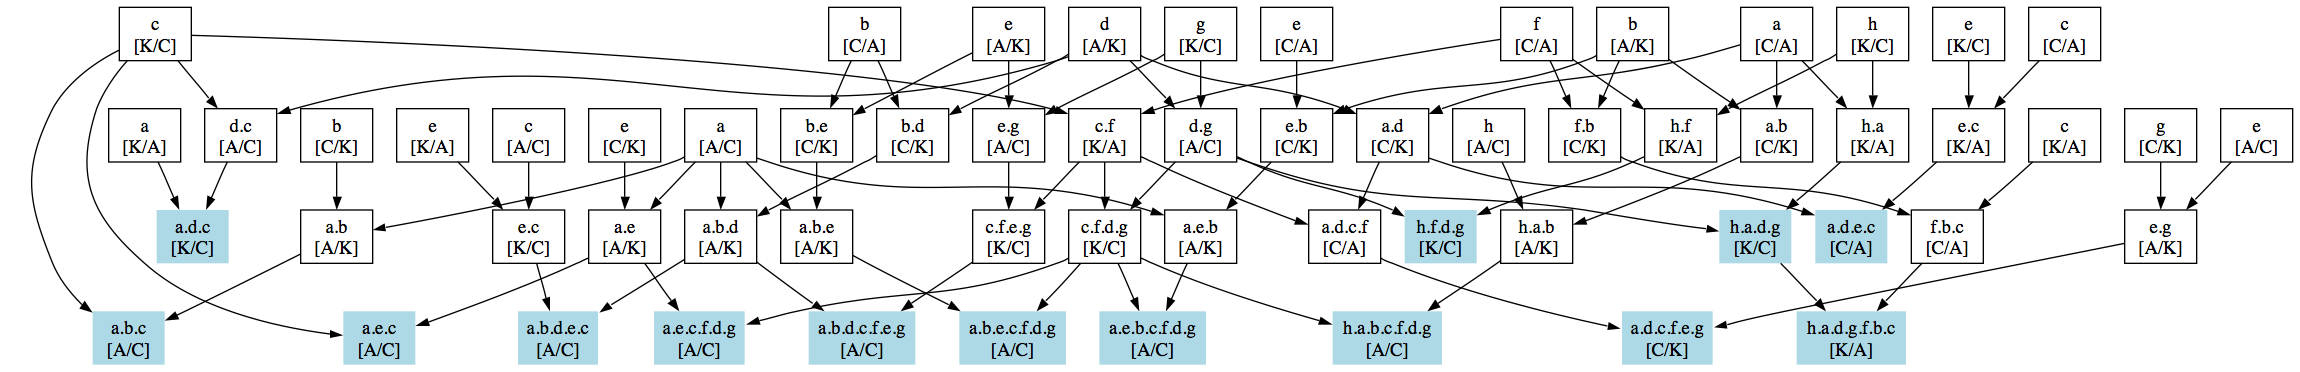 c
[K/C]
b
[C/A]
e
[A/K]
d
[A/K]
g
[K/C]
e
[C/A]
f
[C/A]
b
[A/K]
a
[C/A]
h
[K/C]
e
[K/C]
c
[C/A]
a
[K/A]
d.c
[A/C]
b
[C/K]
e
[K/A]
c
[A/C]
e
[C/K]
a
[A/C]
b.e
[C/K]
b.d
[C/K]
e.g
[A/C]
c.f
[K/A]
d.g
[A/C]
e.b
[C/K]
a.d
[C/K]
h
[A/C]
f.b
[C/K]
h.f
[K/A]
a.b
[C/K]
h.a
[K/A]
e.c
[K/A]
c
[K/A]
g
[C/K]
e
[A/C]
a.d.c
[K/C]
a.b
[A/K]
e.c
[K/C]
a.e
[A/K]
a.b.d
[A/K]
a.b.e
[A/K]
c.f.e.g
[K/C]
c.f.d.g
[K/C]
a.e.b
[A/K]
a.d.c.f
[C/A]
h.f.d.g
[K/C]
h.a.b
[A/K]
h.a.d.g
[K/C]
a.d.e.c
[C/A]
f.b.c
[C/A]
e.g
[A/K]
a.b.c
[A/C]
a.e.c
[A/C]
a.b.d.e.c
[A/C]
a.e.c.f.d.g
[A/C]
a.b.d.c.f.e.g
[A/C]
a.b.e.c.f.d.g
[A/C]
a.e.b.c.f.d.g
[A/C]
h.a.b.c.f.d.g
[A/C]
a.d.c.f.e.g
[C/K]
h.a.d.g.f.b.c
[K/A]